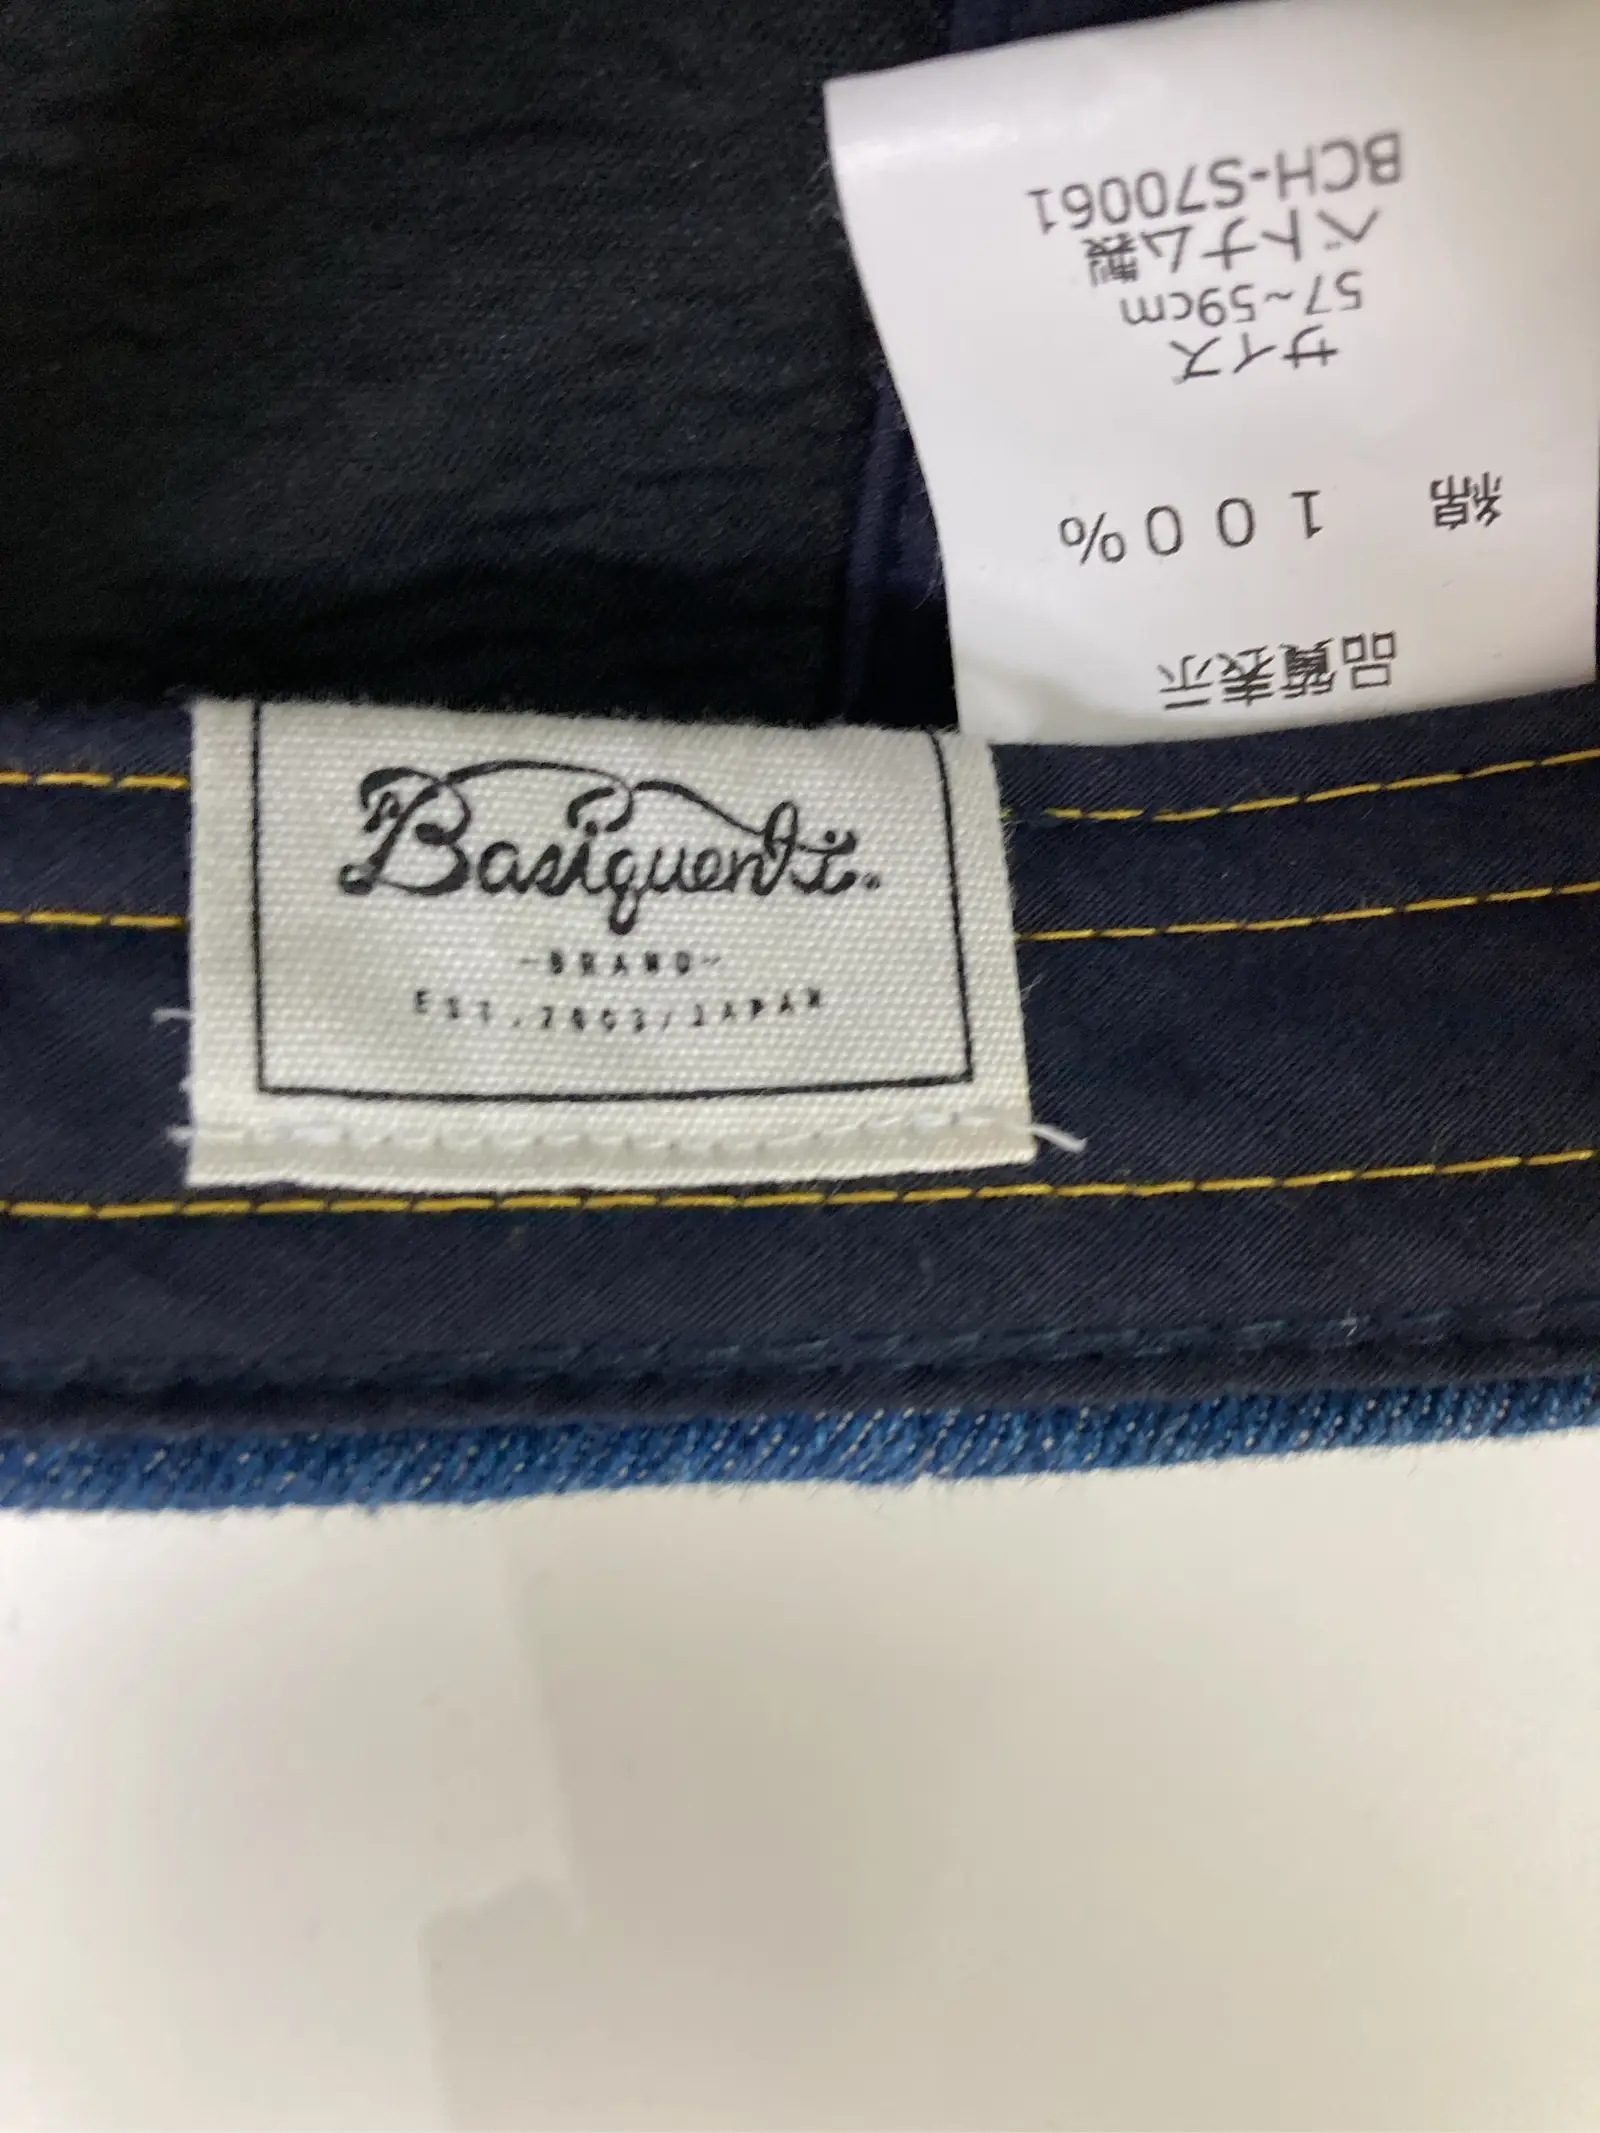 Basiquenti.
-BRAND-
EST.2003/JAPAN
品質表示
綿 100%
サイズ
57~59cm
ベトナム製
BCH-S70061